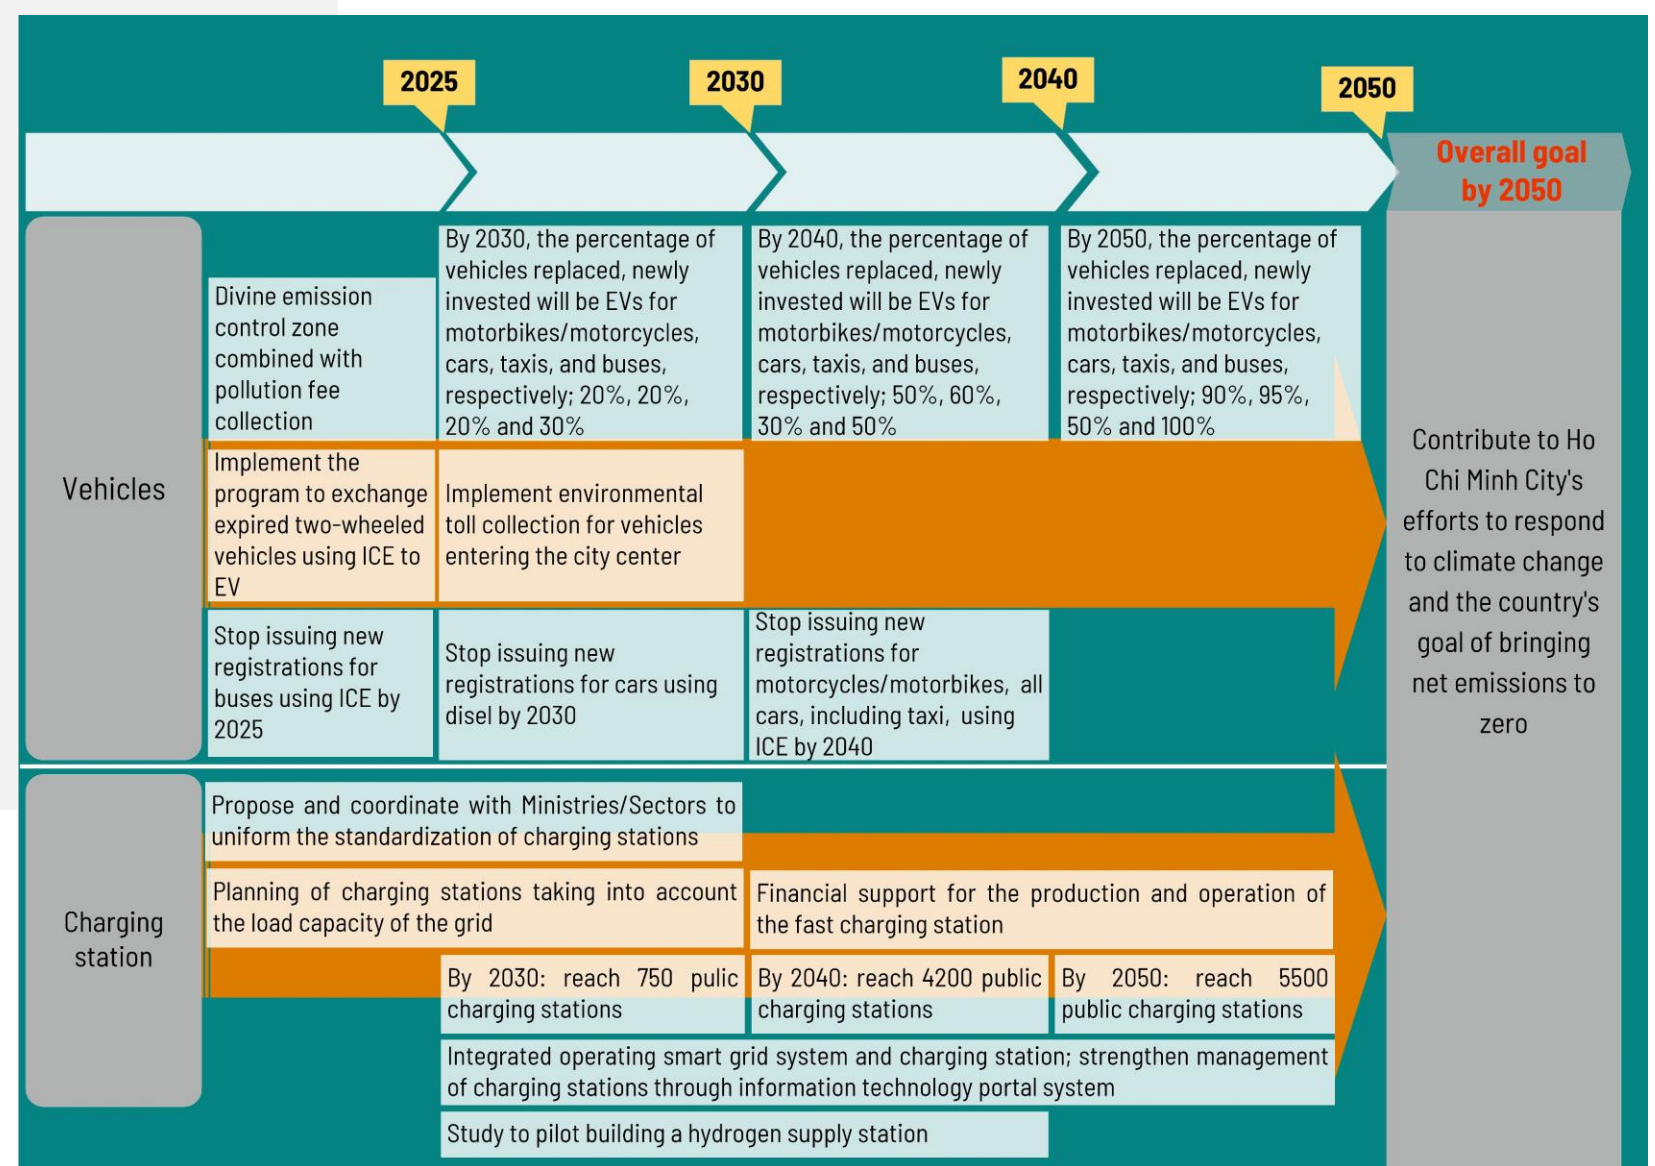 2025
2030
2040
2050
Overall goal
by 2050
Vehicles
Divine emission
control zone
combined with
pollution fee
collection
By 2030, the percentage of
vehicles replaced, newly
invested will be EVs for
motorbikes/motorcycles,
cars, taxis, and buses,
respectively; 20%, 20%,
20% and 30%
By 2040, the percentage of
vehicles replaced, newly
invested will be EVs for
motorbikes/motorcycles,
cars, taxis, and buses,
respectively; 50%, 60%,
30% and 50%
By 2050, the percentage of
vehicles replaced, newly
invested will be EVs for
motorbikes/motorcycles,
cars, taxis, and buses,
respectively; 90%, 95%,
50% and 100%
Implement the
program to exchange
expired two-wheeled
vehicles using ICE to
EV
Implement environmental
toll collection for vehicles
entering the city center
Stop issuing new
registrations for
buses using ICE by
2025
Stop issuing new
registrations for cars using
disel by 2030
Stop issuing new
registrations for
motorcycles/motorbikes, all
cars, including taxi, using
ICE by 2040
Contribute to Ho
Chi Minh City's
efforts to respond
to climate change
and the country's
goal of bringing
net emissions to
zero
Charging
station
Propose and coordinate with Ministries/Sectors to
uniform the standardization of charging stations
Planning of charging stations taking into account
the load capacity of the grid
Financial support for the production and operation of
the fast charging station
By 2030: reach 750 pulic
charging stations
By 2040: reach 4200 public
charging stations
By 2050: reach 5500
public charging stations
Integrated operating smart grid system and charging station; strengthen management
of charging stations through information technology portal system
Study to pilot building a hydrogen supply station